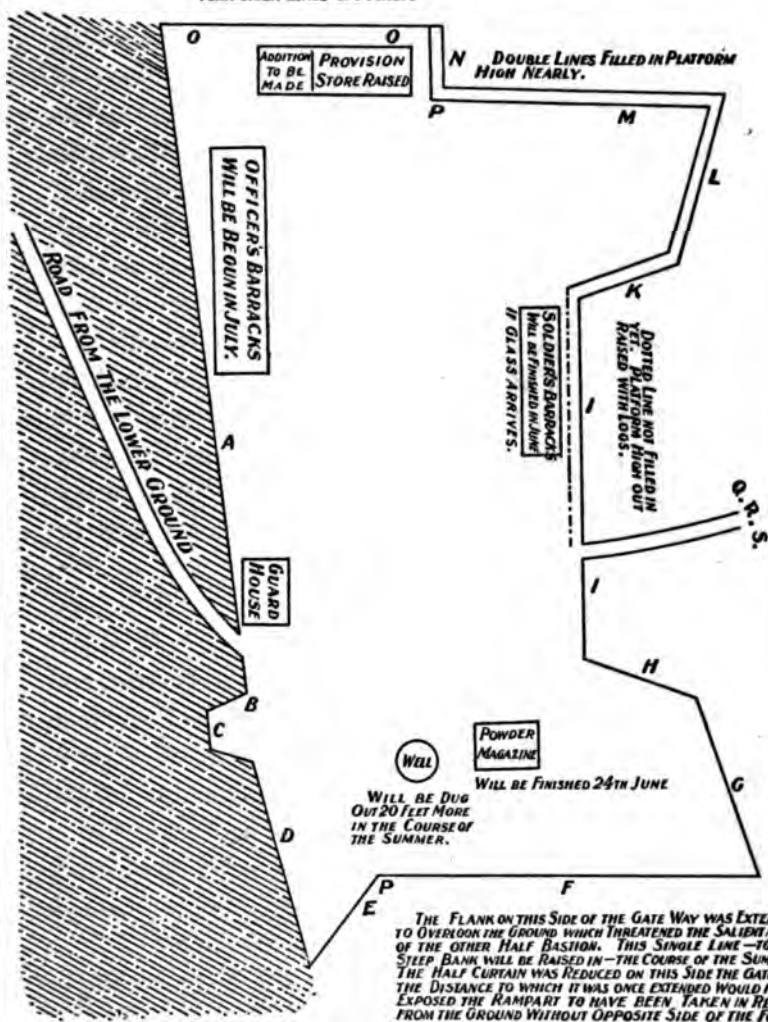 O O
ADDITION
TO BE
MADE
PROVISION
STORE RAISED
N DOUBLE LINES FILLED IN PLATFORM
HIGH NEARLY.
P M
L
OFFICER'S BARRACKS
WILL BE BEGUN IN JULY.
ROAD FROM THE LOWER GROUND
K
SOLDIER'S BARRACKS
WILL BE FINISHED IN JUNE
IF GLASS ARRIVES.
I
DOTTED LINE NOT FILLED IN
YET. PLATFORM HIGH OUT
RAISED WITH LOGS.
A
Q. R. S.
GUARD
HOUSE
I
H
B
C
WELL
POWDER
MAGAZINE
G
WILL BE FINISHED 24TH JUNE
WILL BE DUG
OUT 20 FEET MORE
IN THE COURSE OF
THE SUMMER.
D
E P F
THE FLANK ON THIS SIDE OF THE GATE WAY WAS
TO OVERLOOK THE GROUND WHICH THREATENED THE
OF THE OTHER HALF BASTION. THIS SINGLE LINE—
STEEP BANK WILL BE RAISED IN—THE COURSE OF THE
THE HALF CURTAIN WAS REDUCED ON THIS SIDE THE
THE DISTANCE TO WHICH IT WAS ONCE EXTENDED WOULD
EXPOSED THE RAMPART TO HAVE BEEN TAKEN IN
FROM THE GROUND WITHOUT OPPOSITE SIDE OF THE